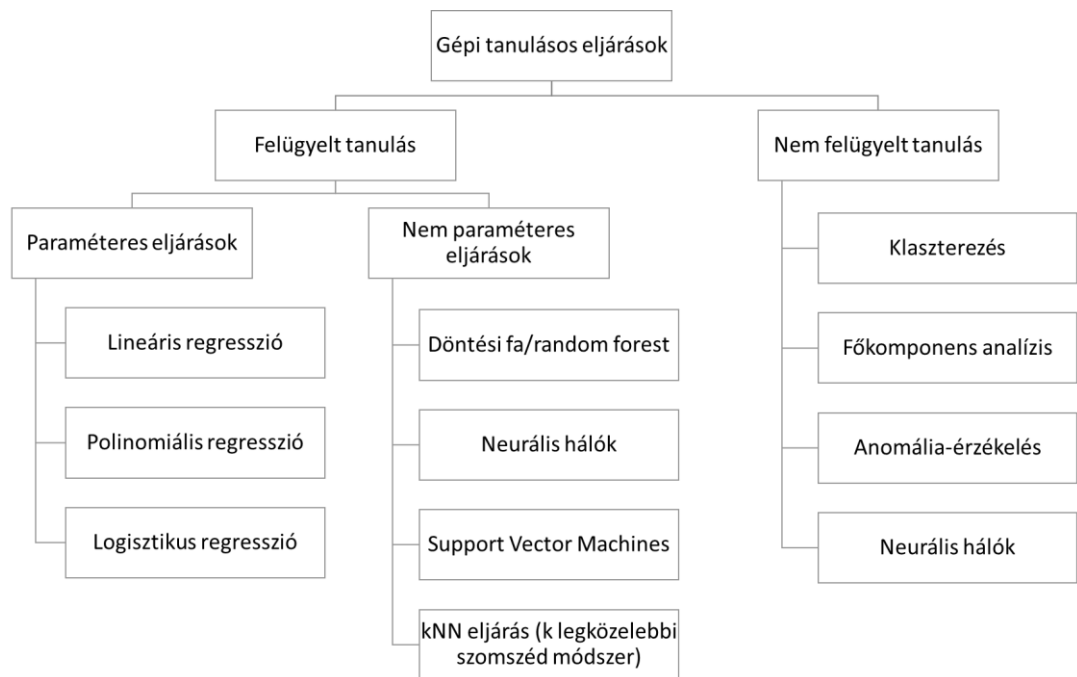 Gépi tanulásos eljárások
Felügyelt tanulás
Nem felügyelt tanulás
Paraméteres eljárások
Nem paraméteres
eljárások
Lineáris regresszió
Polinomiális regresszió
Logisztikus regresszió
Döntési fa/random forest
Neurális hálók
Support Vector Machines
kNN eljárás (k legközelebbi
szomszéd módszer)
Klaszterezés
Főkomponens analízis
Anomália-érzékelés
Neurális hálók